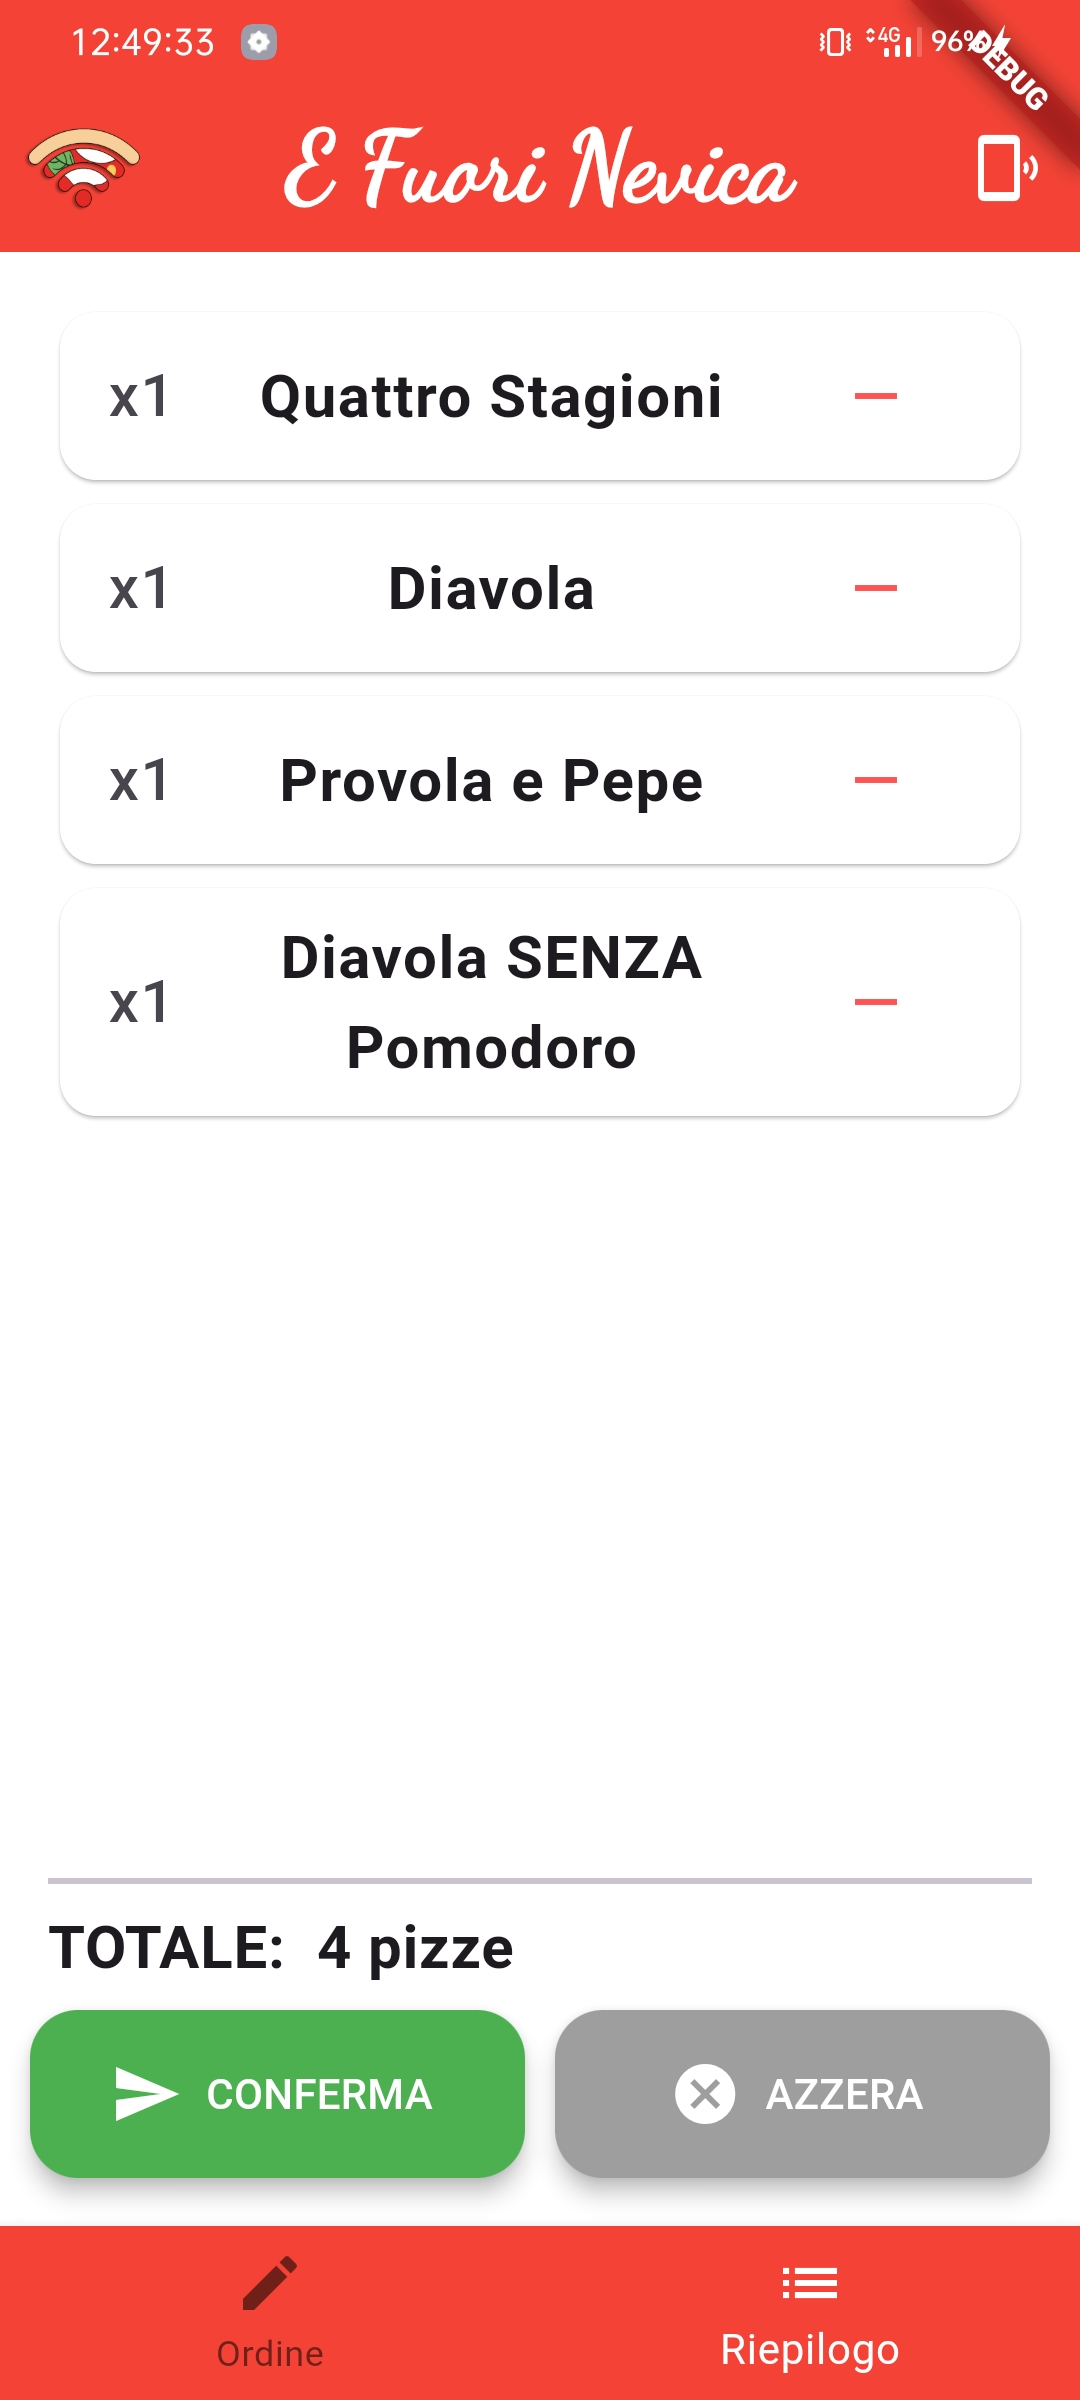 12:49:33
4G
96%
DEBUG
E Fuori Nevica
x1 Quattro Stagioni
x1 Diavola
x1 Provola e Pepe
x1 Diavola SENZA
Pomodoro
TOTALE: 4 pizze
CONFERMA
AZZERA
Ordine
Riepilogo